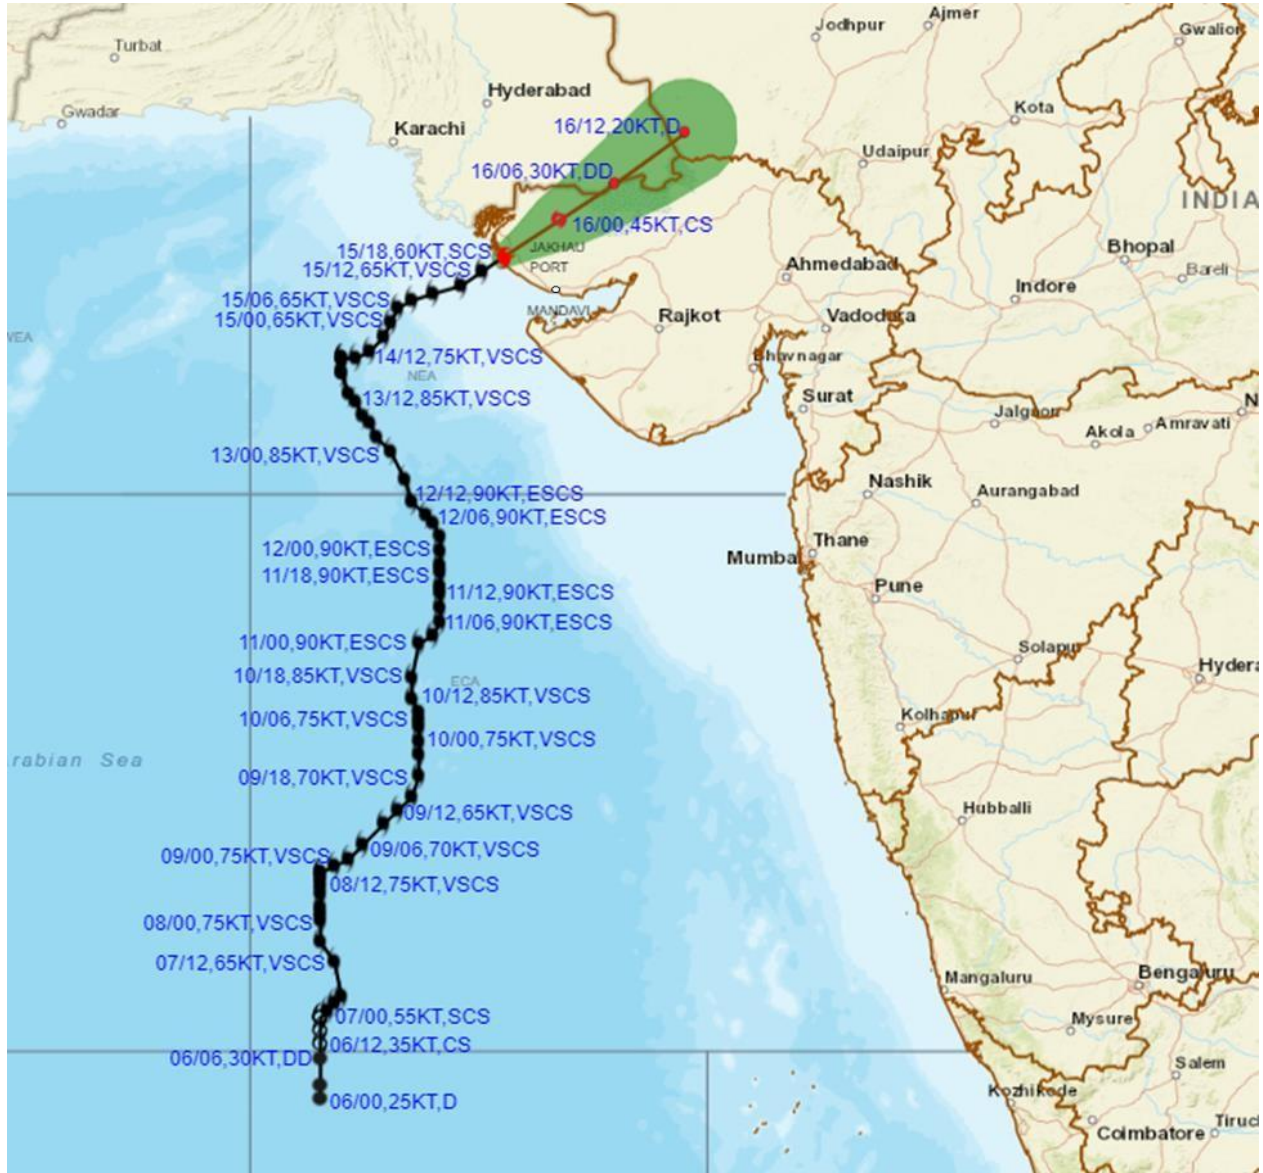 Jodhpur
Ajmer
Gwalior
Turbat
Hyderabad
Gwadar
Karachi
Kota
16/12,20KT,D
Udaipur
16/06,30KT,DD
INDIA
16/00,45KT,CS
15/18,60KT,SCS
JAKHAU
PORT
15/12,65KT,VSCS
Bhopal
Ahmedabad
Bareli
Indore
15/06,65KT,VSCS
MANDAVI
Rajkot
Vadodara
15/00,65KT,VSCS
14/12,75KT,VSCS
NEA
Bhavnagar
13/12,85KT,VSCS
Surat
Jalgaon
Amravati
N
Akola
13/00,85KT,VSCS
Nashik
Aurangabad
12/12,90KT,ESCS
12/06,90KT,ESCS
Thane
Mumbai
12/00,90KT,ESCS
11/18,90KT,ESCS
11/12,90KT,ESCS
Pune
11/06,90KT,ESCS
11/00,90KT,ESCS
Solapur
Hydera
10/18,85KT,VSCS
ECA
10/12,85KT,VSCS
10/06,75KT,VSCS
Kolhapur
10/00,75KT,VSCS
rabian Sea
09/18,70KT,VSCS
09/12,65KT,VSCS
Hubballi
09/06,70KT,VSCS
09/00,75KT,VSCS
08/12,75KT,VSCS
08/00,75KT,VSCS
07/12,65KT,VSCS
Mangaluru
Bengaluru
07/00,55KT,SCS
Mysure
06/12,35KT,CS
06/06,30KT,DD
Salem
Kozhikode
06/00,25KT,D
Coimbatore
Tiruch